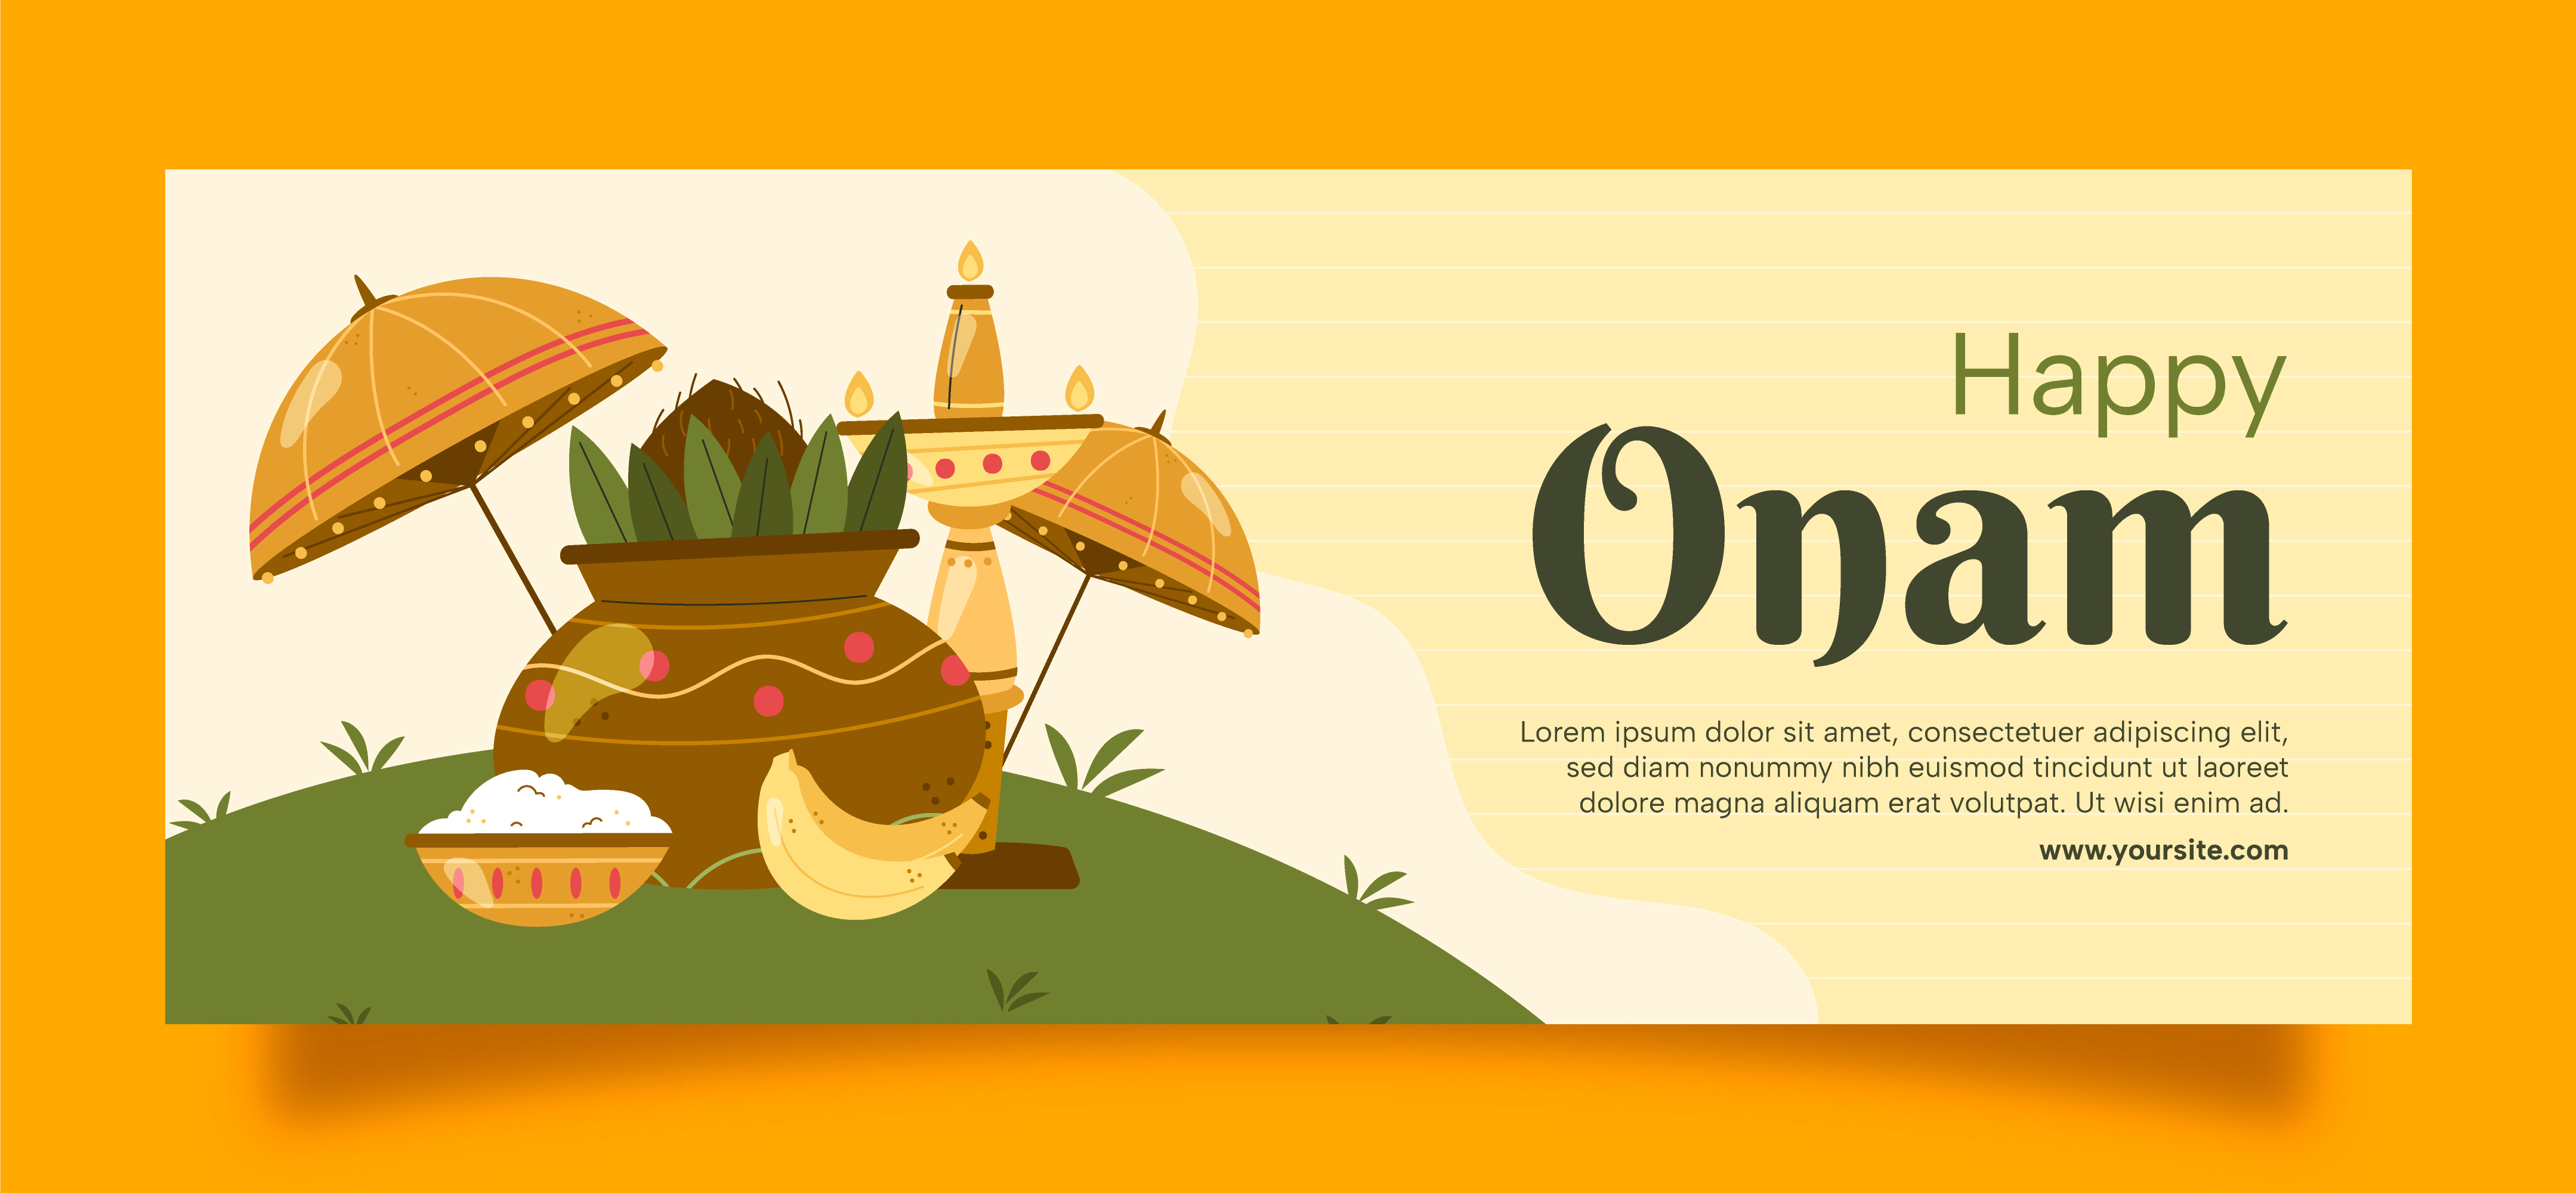 Happy
Onam
Lorem ipsum dolor sit amet, consectetuer adipiscing elit,
sed diam nonummy nibh euismod tincidunt ut laoreet
dolore magna aliquam erat volutpat. Ut wisi enim ad.
www.yoursite.com